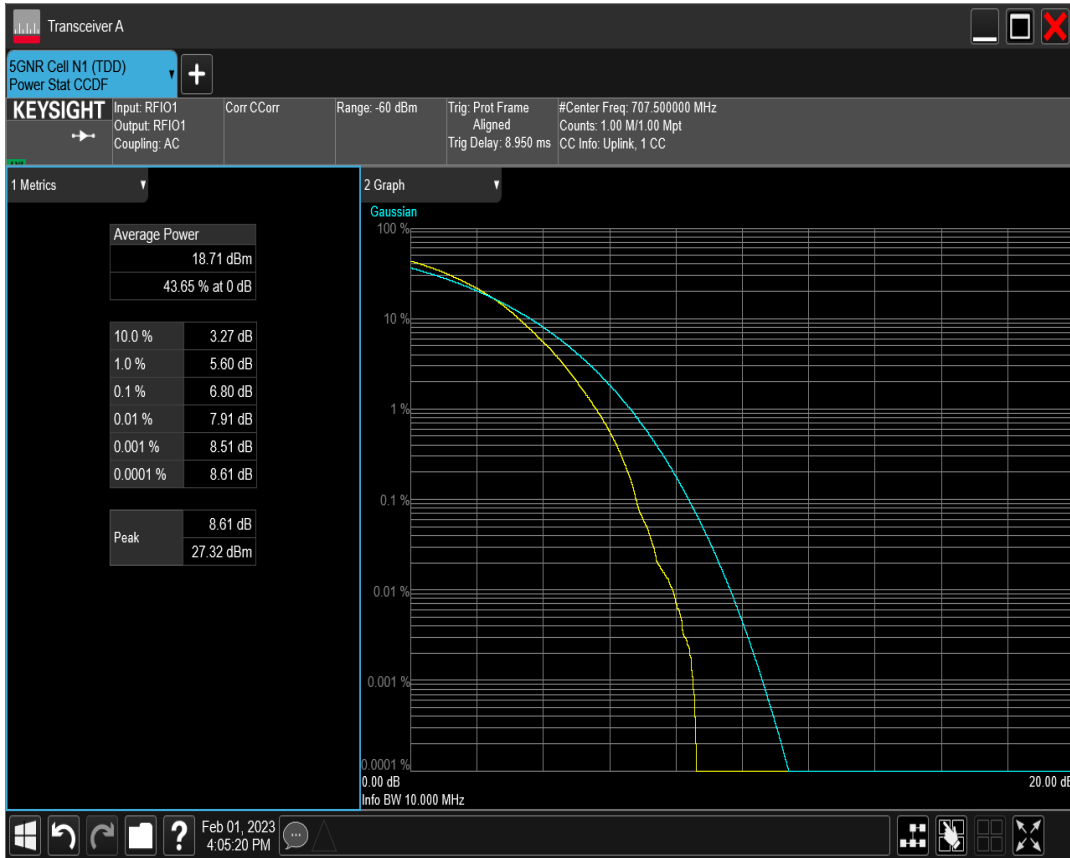 Transceiver A
5GNR Cell N1 (TDD)
Power Stat CCDF
KEYSIGHT
Input: RFIO1
Output: RFIO1
Coupling: AC
Corr CCorr
Range: -60 dBm
Trig: Prot Frame
Aligned
Trig Delay: 8.950 ms
#Center Freq: 707.500000 MHz
Counts: 1.00 M/1.00 Mpt
CC Info: Uplink, 1 CC
1 Metrics
Average Power
18.71 dBm
43.65 % at 0 dB
10.0 % 3.27 dB
1.0 % 5.60 dB
0.1 % 6.80 dB
0.01 % 7.91 dB
0.001 % 8.51 dB
0.0001 % 8.61 dB
Peak
8.61 dB
27.32 dBm
2 Graph
Gaussian
100 %
10 %
1 %
0.1 %
0.01 %
0.001 %
0.0001 %
0.00 dB
20.00 dB
Info BW 10.000 MHz
Feb 01, 2023
4:05:20 PM